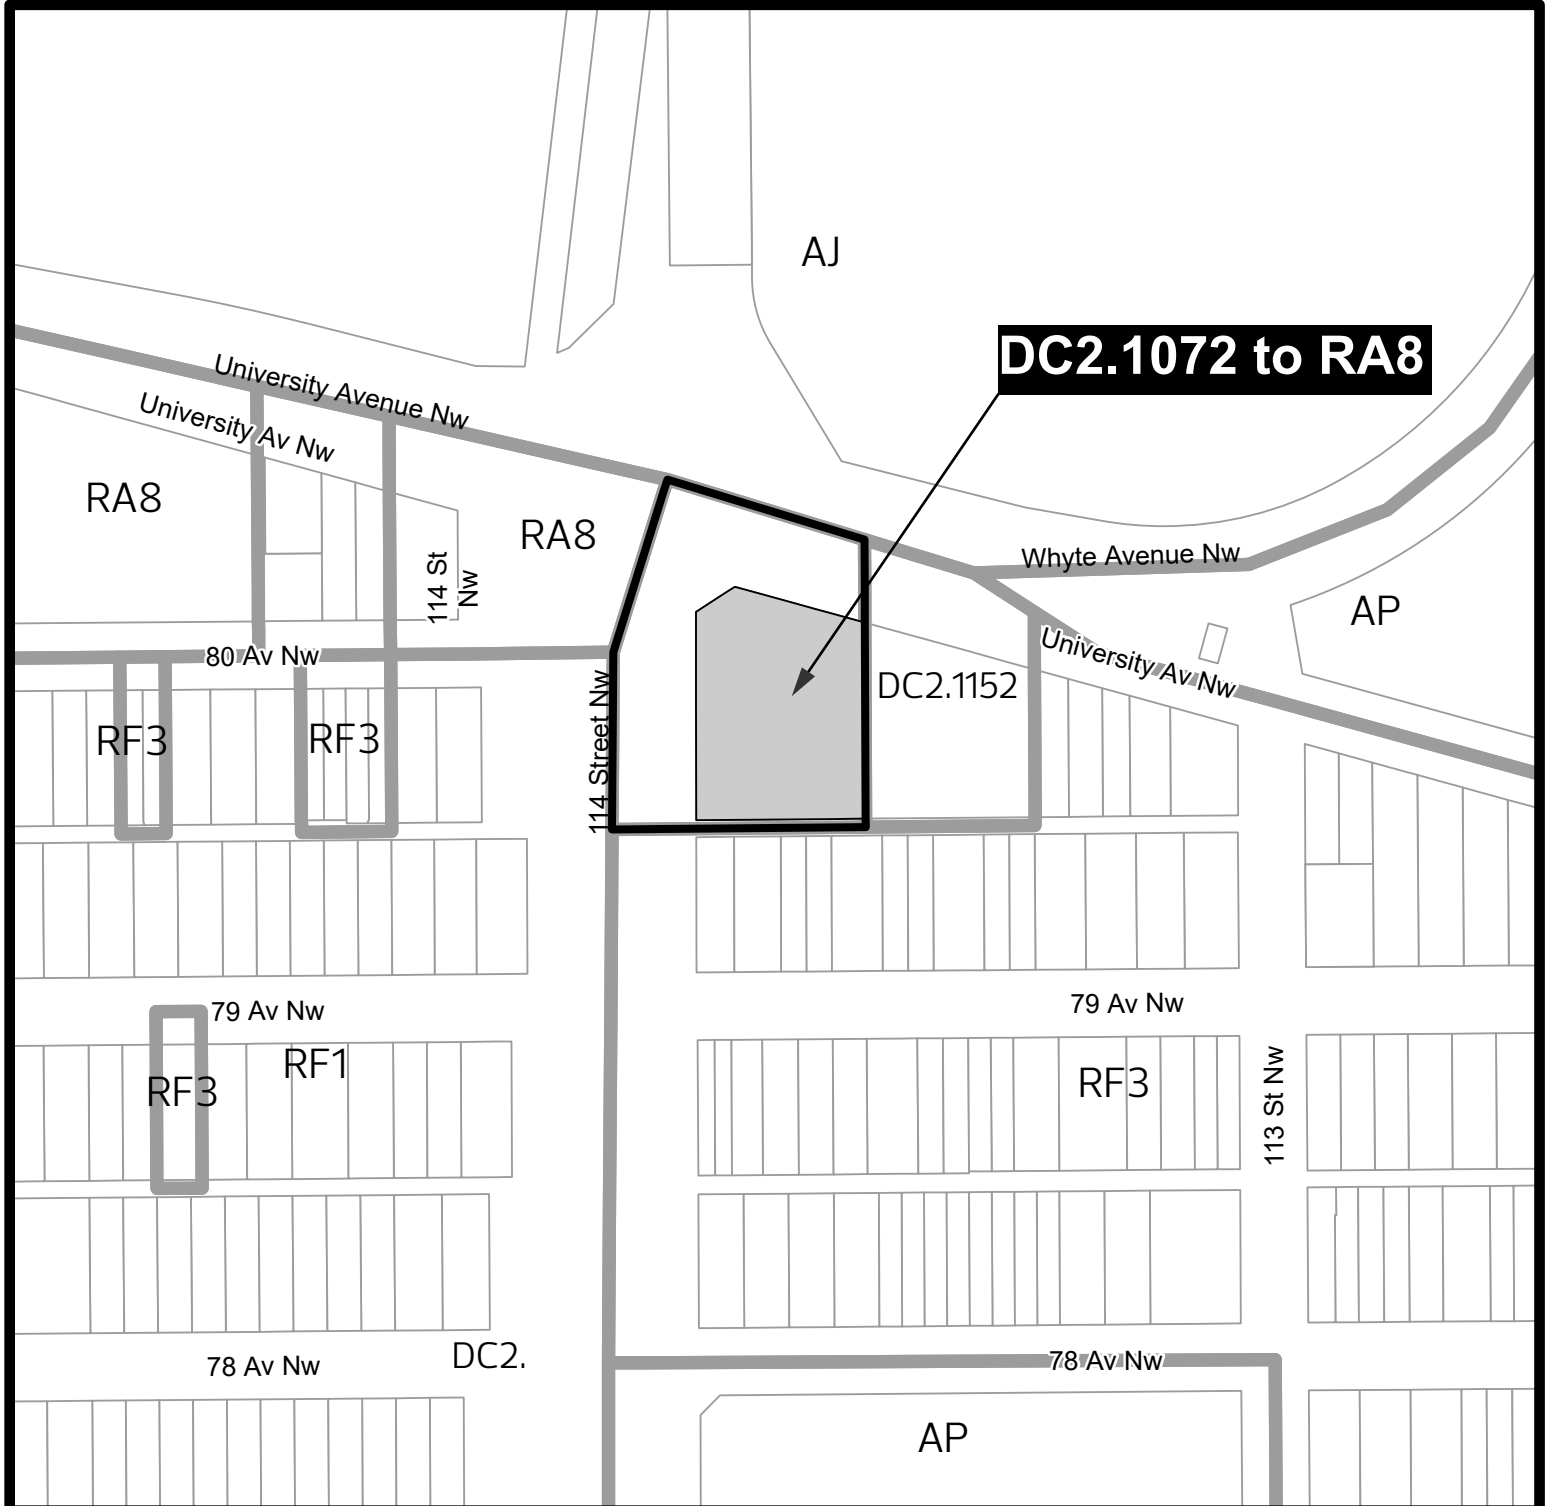 AJ
DC2.1072 to RA8
University Avenue Nw
University Av Nw
RA8
RA8
114 St
Nw
Whyte Avenue Nw
AP
80 Av Nw
University Av Nw
DC2.1152
RF3
RF3
114 Street Nw
79 Av Nw
79 Av Nw
RF1
RF3
RF3
113 St Nw
78 Av Nw
DC2.
78 Av Nw
AP